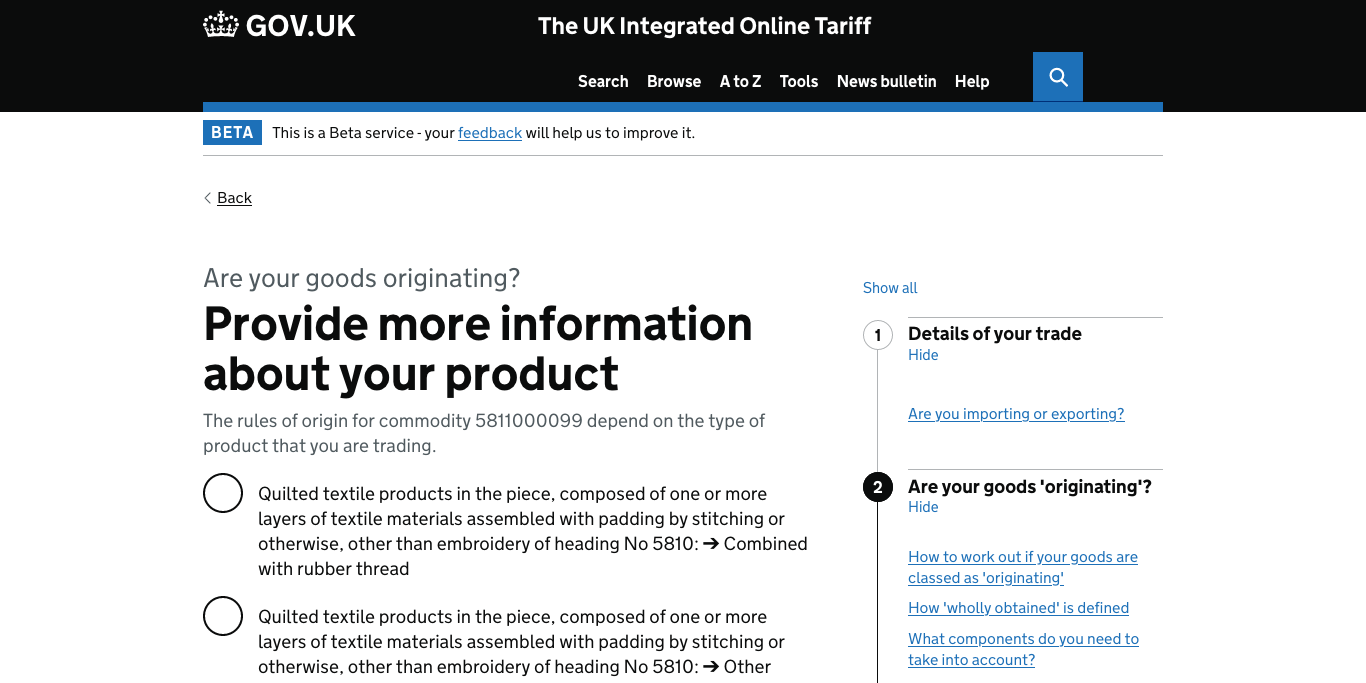 GOV.UK
The UK Integrated Online Tariff
Search Browse A to Z Tools News bulletin Help
BETA This is a Beta service - your feedback will help us to improve it.
Back
Are your goods originating?
Provide more information
about your product
The rules of origin for commodity 5811000099 depend on the type of
product that you are trading.
Quilted textile products in the piece, composed of one or more
layers of textile materials assembled with padding by stitching or
otherwise, other than embroidery of heading No 5810: ➔ Combined
with rubber thread
Quilted textile products in the piece, composed of one or more
layers of textile materials assembled with padding by stitching or
otherwise, other than embroidery of heading No 5810: ➔ Other
Show all
1 Details of your trade
Hide
Are you importing or exporting?
2 Are your goods 'originating'?
Hide
How to work out if your goods are
classed as 'originating'
How 'wholly obtained' is defined
What components do you need to
take into account?